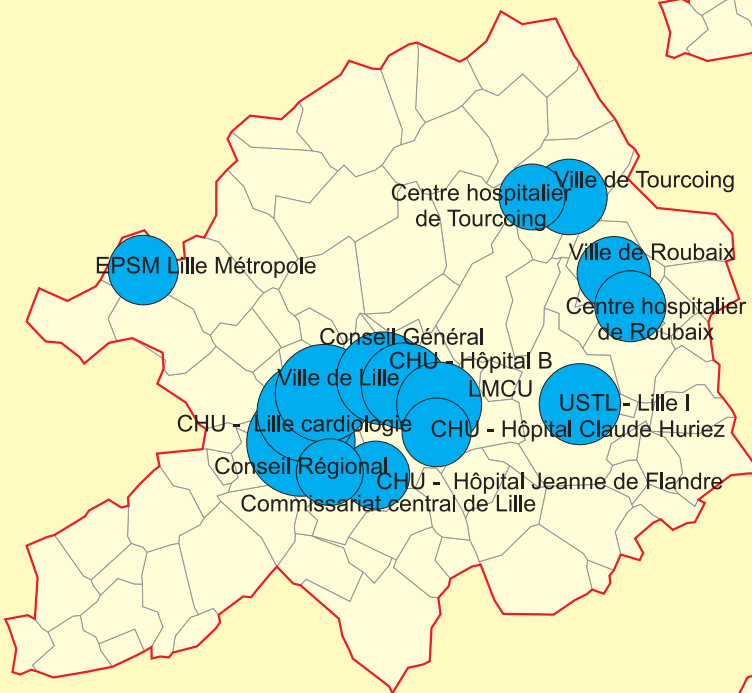 Ville de Tourcoing
Centre hospitalier
de Tourcoing
Ville de Roubaix
EPSM Lille Métropole
Centre hospitalier
de Roubaix
Conseil Général
CHU - Hôpital B
Ville de Lille
LMCU
USTL - Lille I
CHU - Lille cardiologie
CHU - Hôpital Claude Huriez
Conseil Régional
CHU - Hôpital Jeanne de Flandre
Commissariat central de Lille